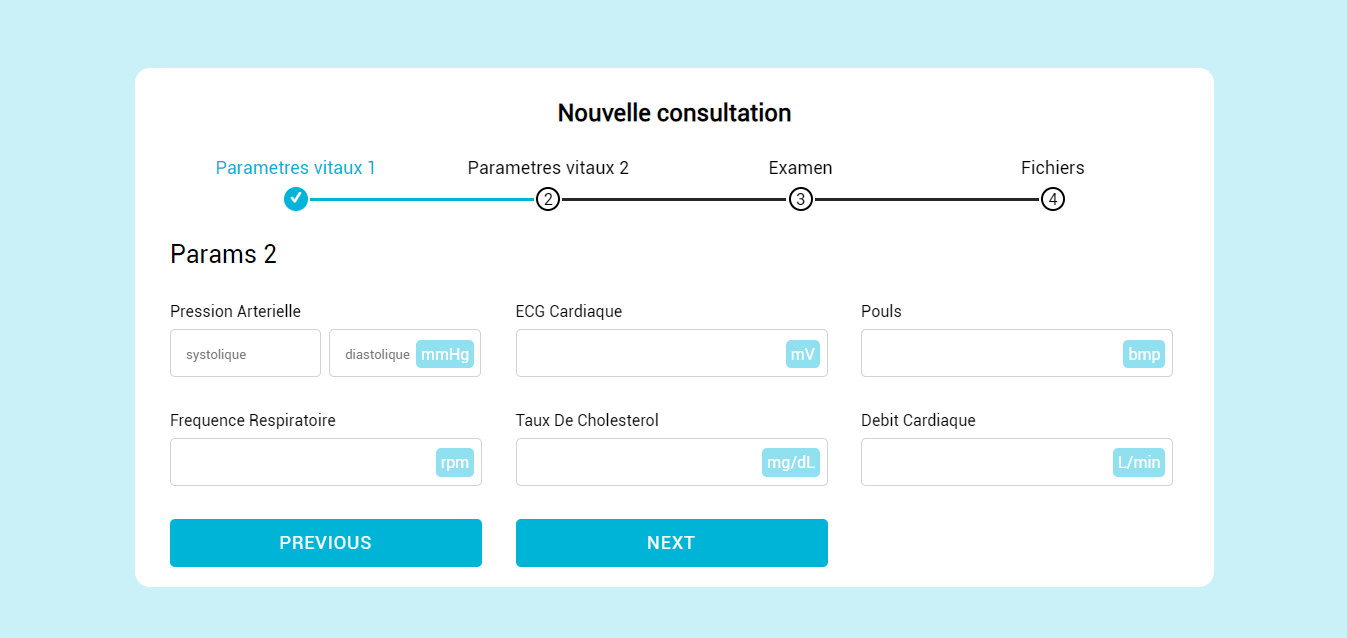 Nouvelle consultation
Parametres vitaux 1 Parametres vitaux 2 Examen Fichiers
2 3 4
Params 2
Pression Arterielle ECG Cardiaque Pouls
systolique diastolique mmHg mV bmp
Frequence Respiratoire Taux De Cholesterol Debit Cardiaque
rpm mg/dL L/min
PREVIOUS NEXT